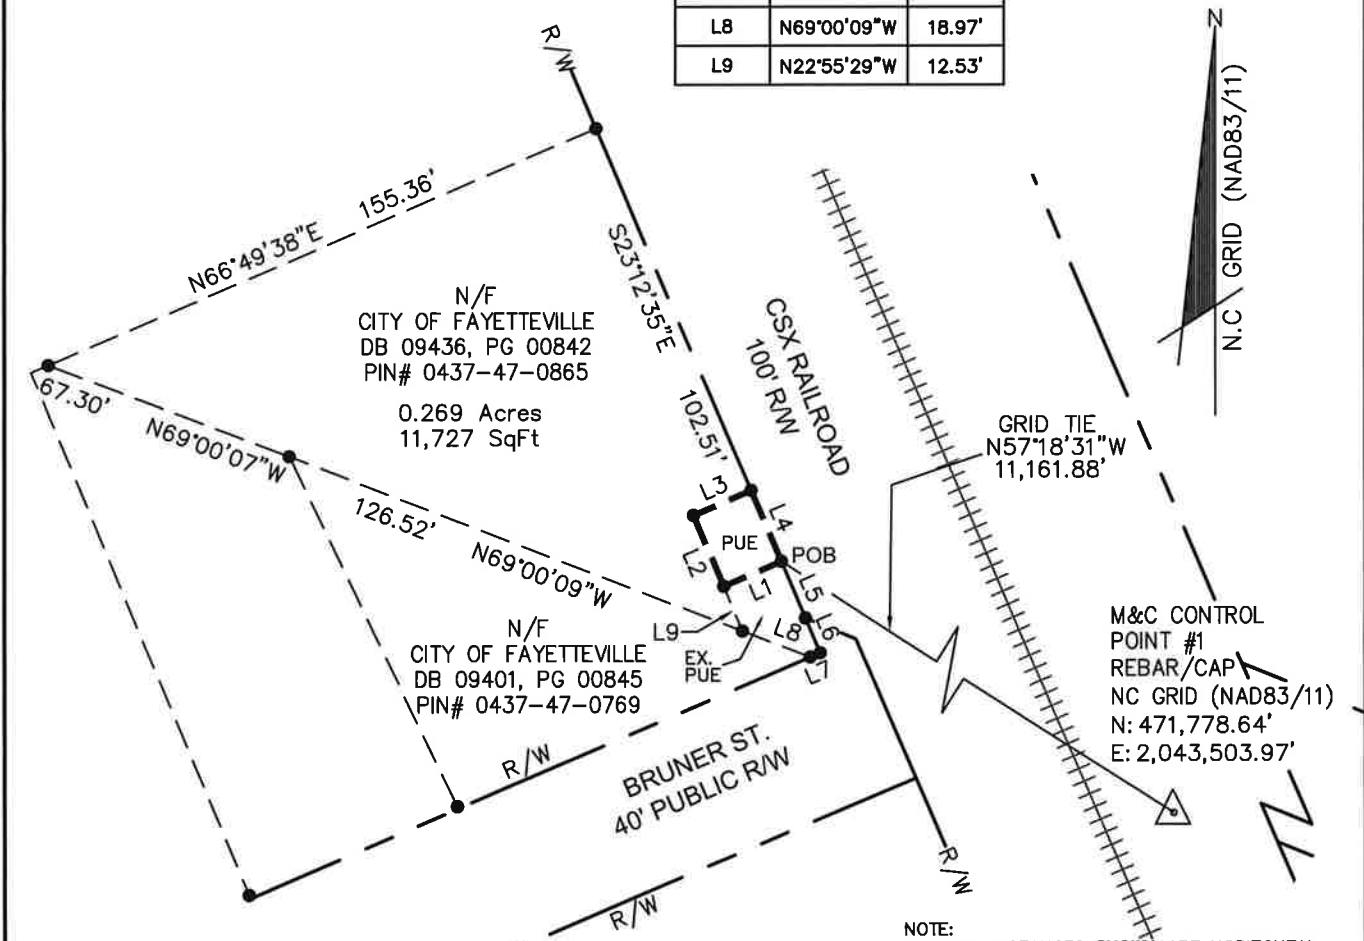 L8 N69°00'09"W 18.97'
L9 N22°55'29"W 12.53'
N
N.C GRID (NAD83/11)
R/W
155.36'
N66°49'38"E
S23°12'35"E
102.51'
N/F
CITY OF FAYETTEVILLE
DB 09436, PG 00842
PIN# 0437-47-0865
0.269 Acres
11,727 SqFt
CSX RAILROAD
100' R/W
67.30'
N69°00'07"W
126.52'
N69°00'09"W
GRID TIE
N57°18'31"W
11,161.88'
L3
L4
PUE
L2
L1
POB
L5
L6
L8
L7
L9
EX.
PUE
N/F
CITY OF FAYETTEVILLE
DB 09401, PG 00845
PIN# 0437-47-0769
M&C CONTROL
POINT #1
REBAR/CAP
NC GRID (NAD83/11)
N: 471,778.64'
E: 2,043,503.97'
R/W
BRUNER ST.
40' PUBLIC R/W
R/W
R/W
NOTE: